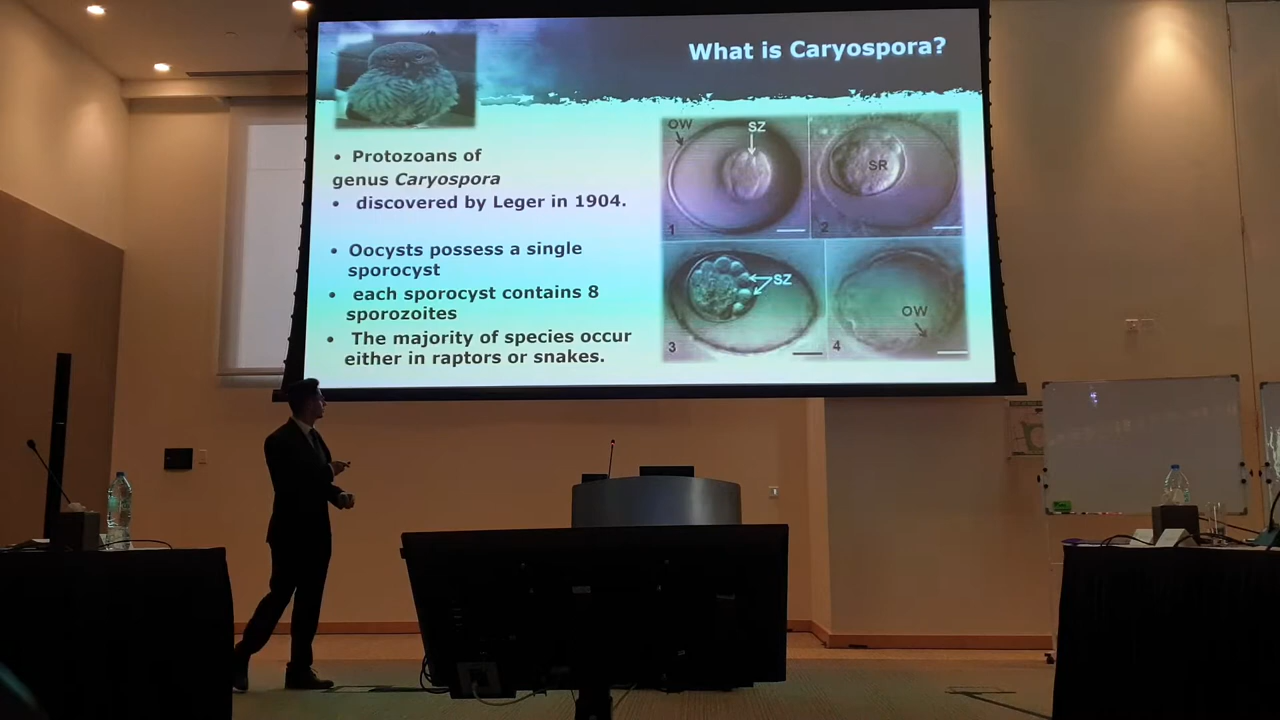 What is Caryospora?
• Protozoans of
genus Caryospora
• discovered by Leger in 1904.
• Oocysts possess a single
sporocyst
• each sporocyst contains 8
sporozoites
• The majority of species occur
either in raptors or snakes.
OW
SZ
1
SR
2
SZ
3
OW
4